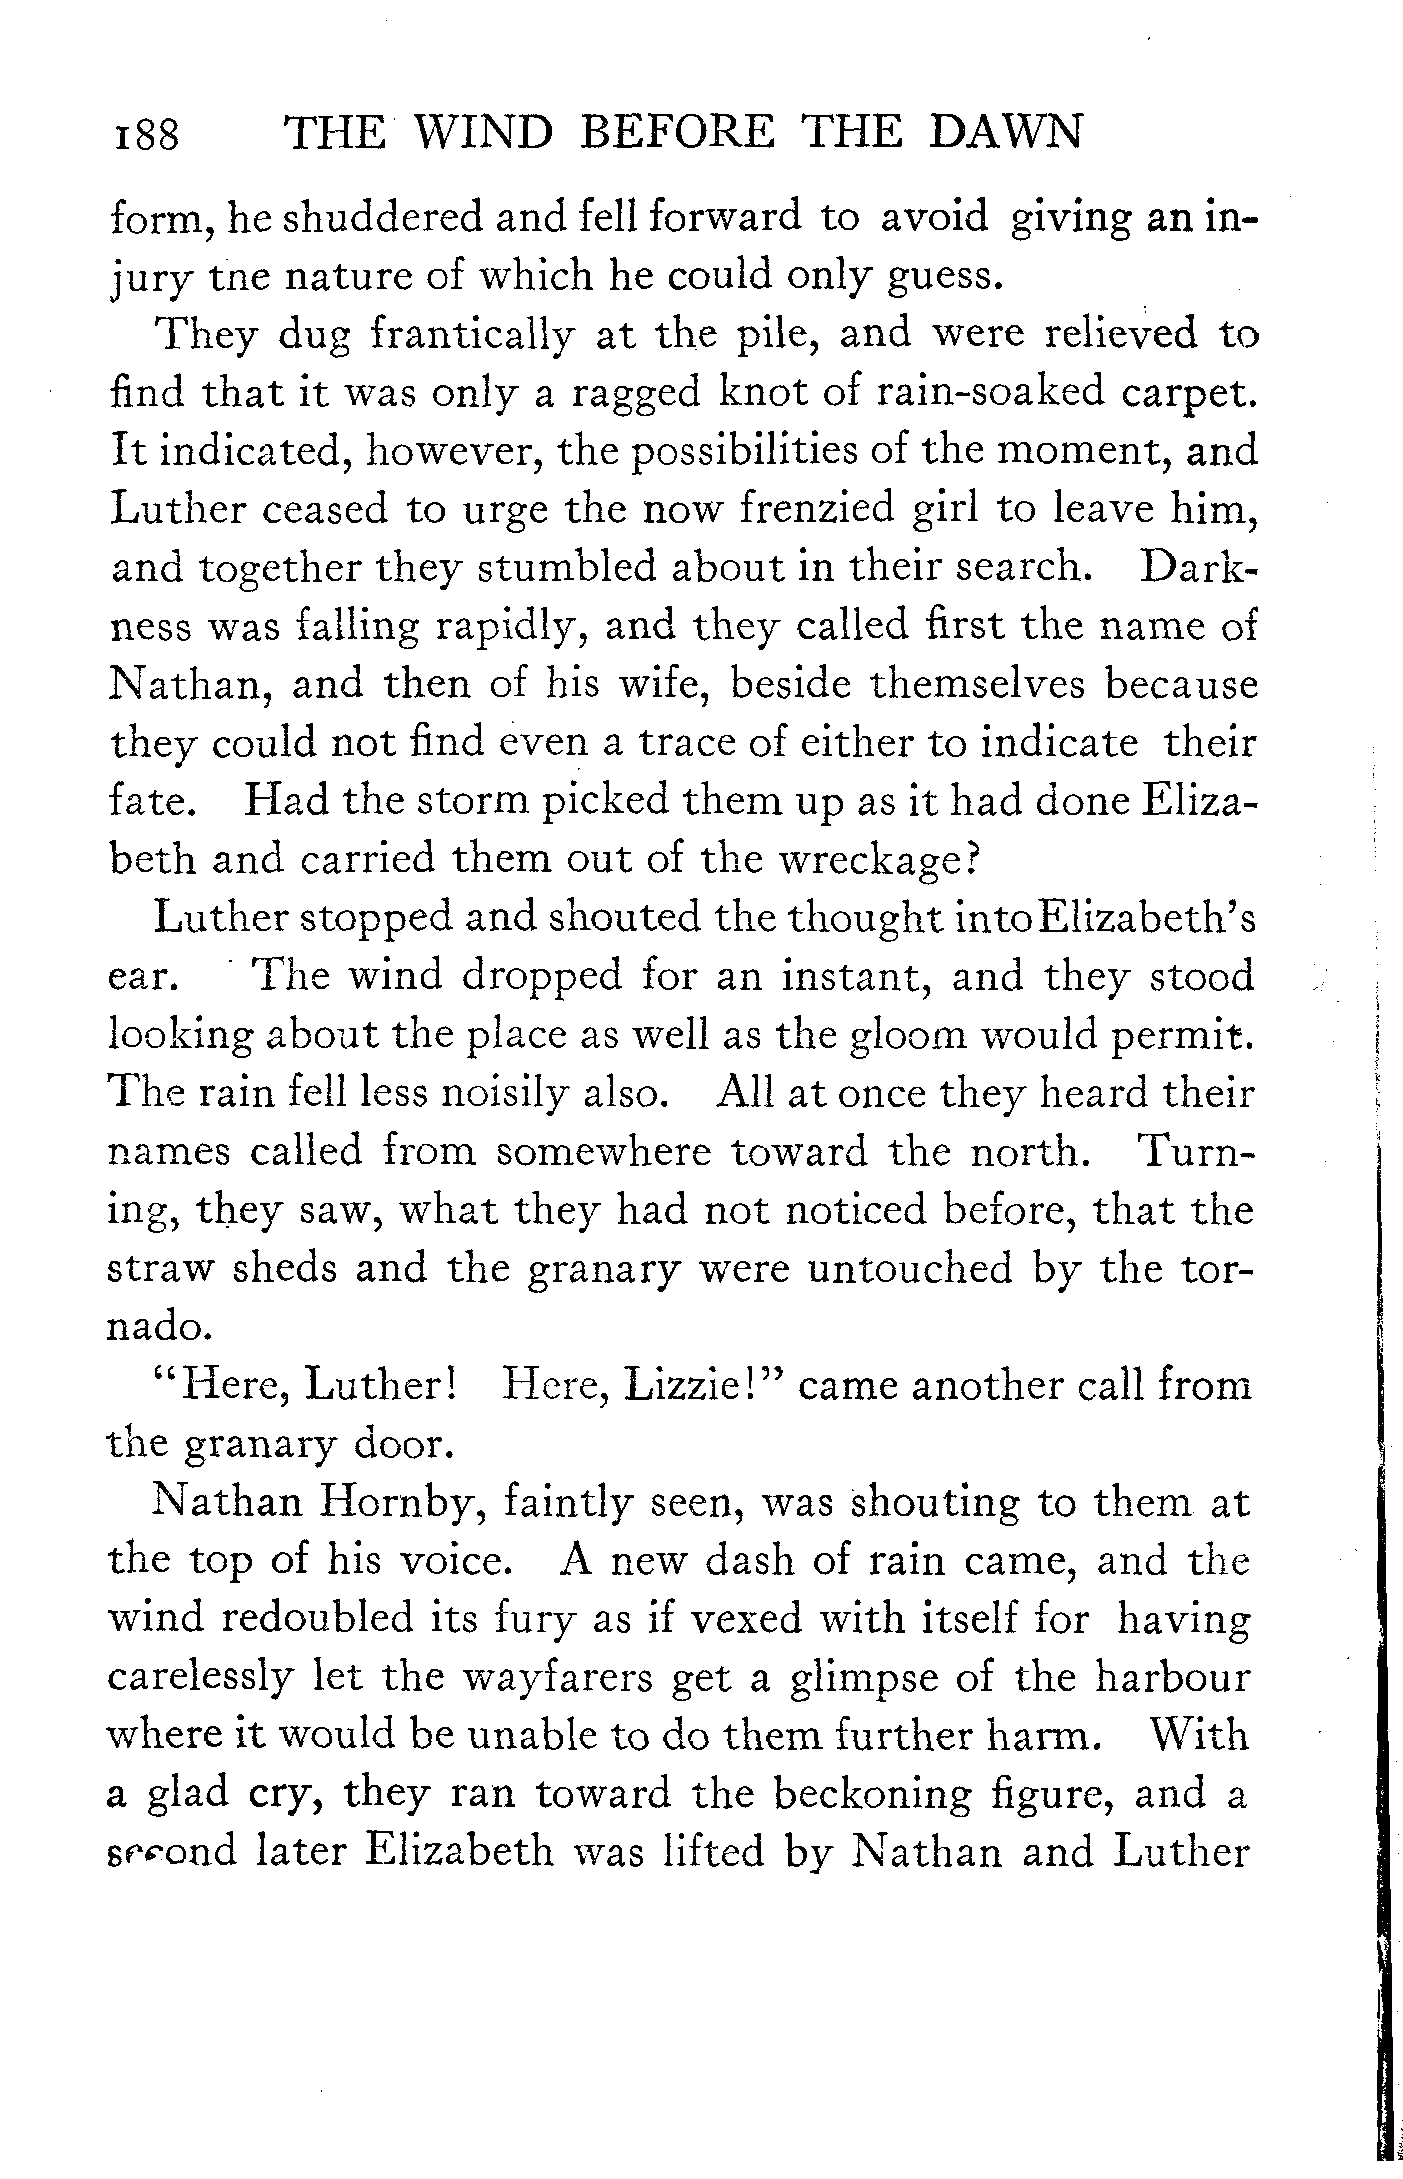 188 THE WIND BEFORE THE DAWN
form, he shuddered and fell forward to avoid giving an in-
jury tne nature of which he could only guess.
They dug frantically at the pile, and were relieved to
find that it was only a ragged knot of rain-soaked carpet.
It indicated, however, the possibilities of the moment, and
Luther ceased to urge the now frenzied girl to leave him,
and together they stumbled about in their search. Dark-
ness was falling rapidly, and they called first the name of
Nathan, and then of his wife, beside themselves because
they could not find even a trace of either to indicate their
fate. Had the storm picked them up as it had done Eliza-
beth and carried them out of the wreckage?
Luther stopped and shouted the thought into Elizabeth's
ear. The wind dropped for an instant, and they stood
looking about the place as well as the gloom would permit.
The rain fell less noisily also. All at once they heard their
names called from somewhere toward the north. Turn-
ing, they saw, what they had not noticed before, that the
straw sheds and the granary were untouched by the tor-
nado.
"Here, Luther! Here, Lizzie!" came another call from
the granary door.
Nathan Hornby, faintly seen, was shouting to them at
the top of his voice. A new dash of rain came, and the
wind redoubled its fury as if vexed with itself for having
carelessly let the wayfarers get a glimpse of the harbour
where it would be unable to do them further harm. With
a glad cry, they ran toward the beckoning figure, and a
second later Elizabeth was lifted by Nathan and Luther